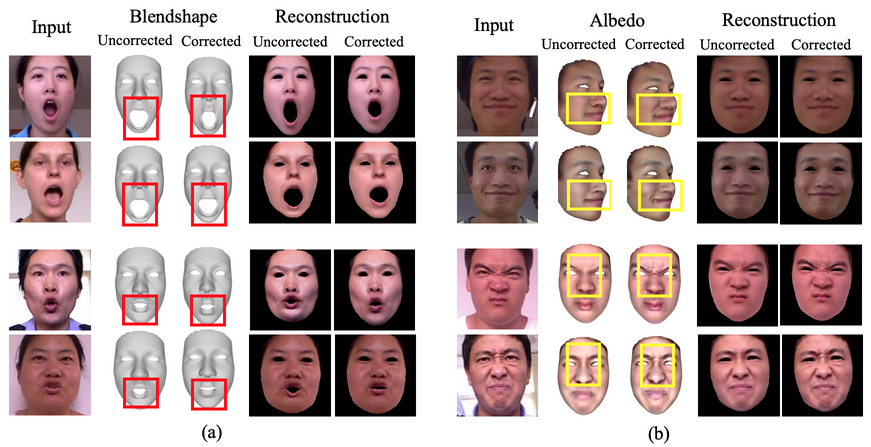 Input
Blendshape
Uncorrected Corrected
Reconstruction
Uncorrected Corrected
(a)
Input
Albedo
Uncorrected Corrected
Reconstruction
Uncorrected Corrected
(b)